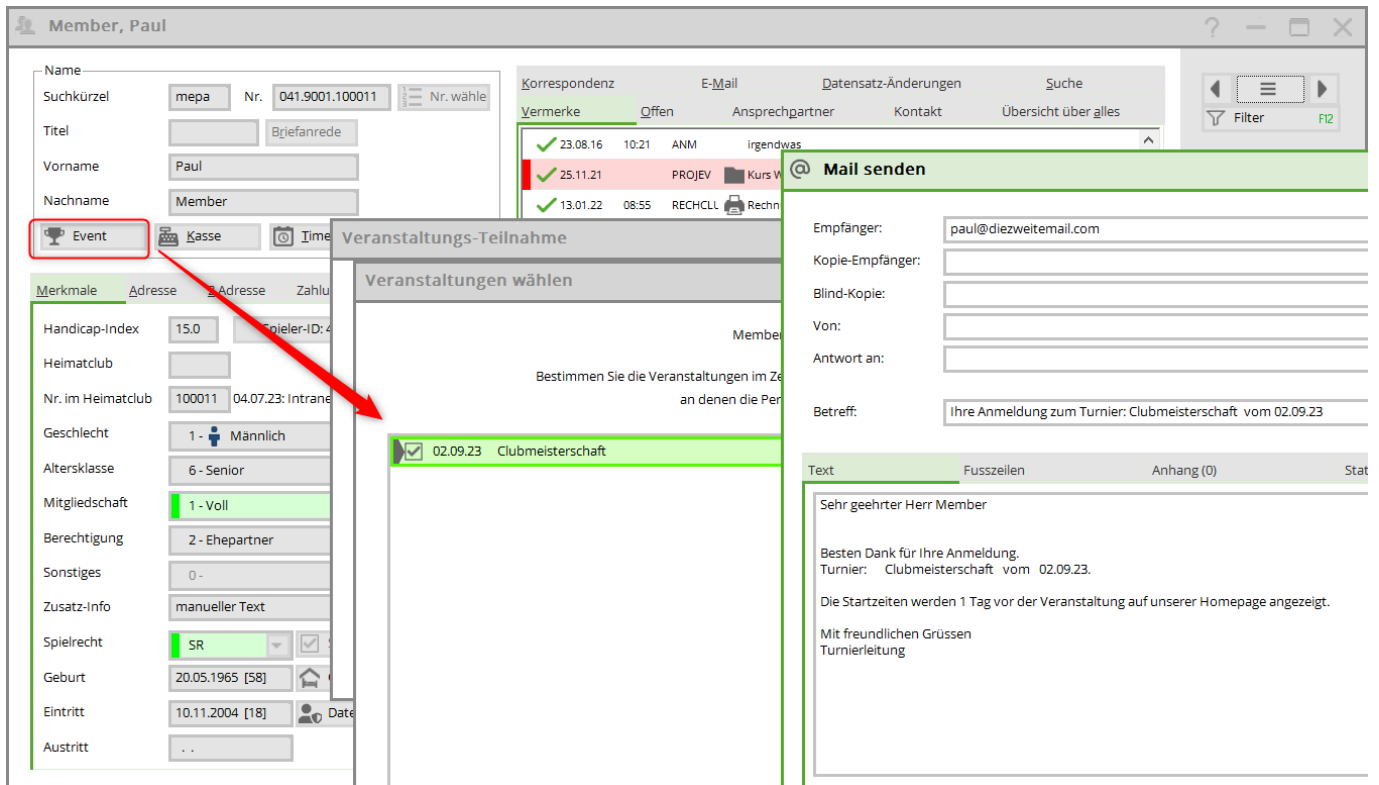 Member, Paul
Name
Suchkürzel mepa Nr. 041.9001.100011 Nr. wähle
Titel Briefanrede
Vorname Paul
Nachname Member
Event Kasse Time
Korrespondenz E-Mail Datensatz-Änderungen Suche
Vermerke Offen Ansprechpartner Kontakt Übersicht über alles
23.08.16 10:21 ANM irgendwas
25.11.21 PROJEV Kurs W
13.01.22 08:55 RECHCLU Rechn
Filter F12
Merkmale Adresse 2.Adresse Zahlu
Handicap-Index 15.0 Spieler-ID: 4
Heimatclub
Nr. im Heimatclub 100011 04.07.23: Intrane
Geschlecht 1 - Männlich
Altersklasse 6 - Senior
Mitgliedschaft 1 - Voll
Berechtigung 2 - Ehepartner
Sonstiges 0 -
Zusatz-Info manueller Text
Spielrecht SR
Geburt 20.05.1965 [58]
Eintritt 10.11.2004 [18] Date
Austritt . .
Veranstaltungs-Teilnahme
Veranstaltungen wählen
Member
Bestimmen Sie die Veranstaltungen im Ze
an denen die Per
02.09.23 Clubmeisterschaft
@ Mail senden
Empfänger: paul@diezweitemail.com
Kopie-Empfänger:
Blind-Kopie:
Von:
Antwort an:
Betreff: Ihre Anmeldung zum Turnier: Clubmeisterschaft vom 02.09.23
Text Fusszeilen Anhang (0) Stat
Sehr geehrter Herr Member
Besten Dank für Ihre Anmeldung.
Turnier: Clubmeisterschaft vom 02.09.23.
Die Startzeiten werden 1 Tag vor der Veranstaltung auf unserer Homepage angezeigt.
Mit freundlichen Grüssen
Turnierleitung